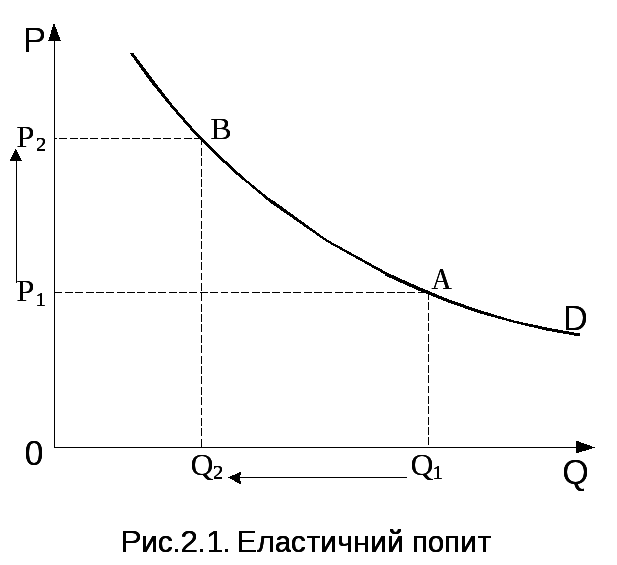 P
B
P₂
A
P₁
D
0
Q₂
Q₁
Q
Рис.2.1. Еластичний попит